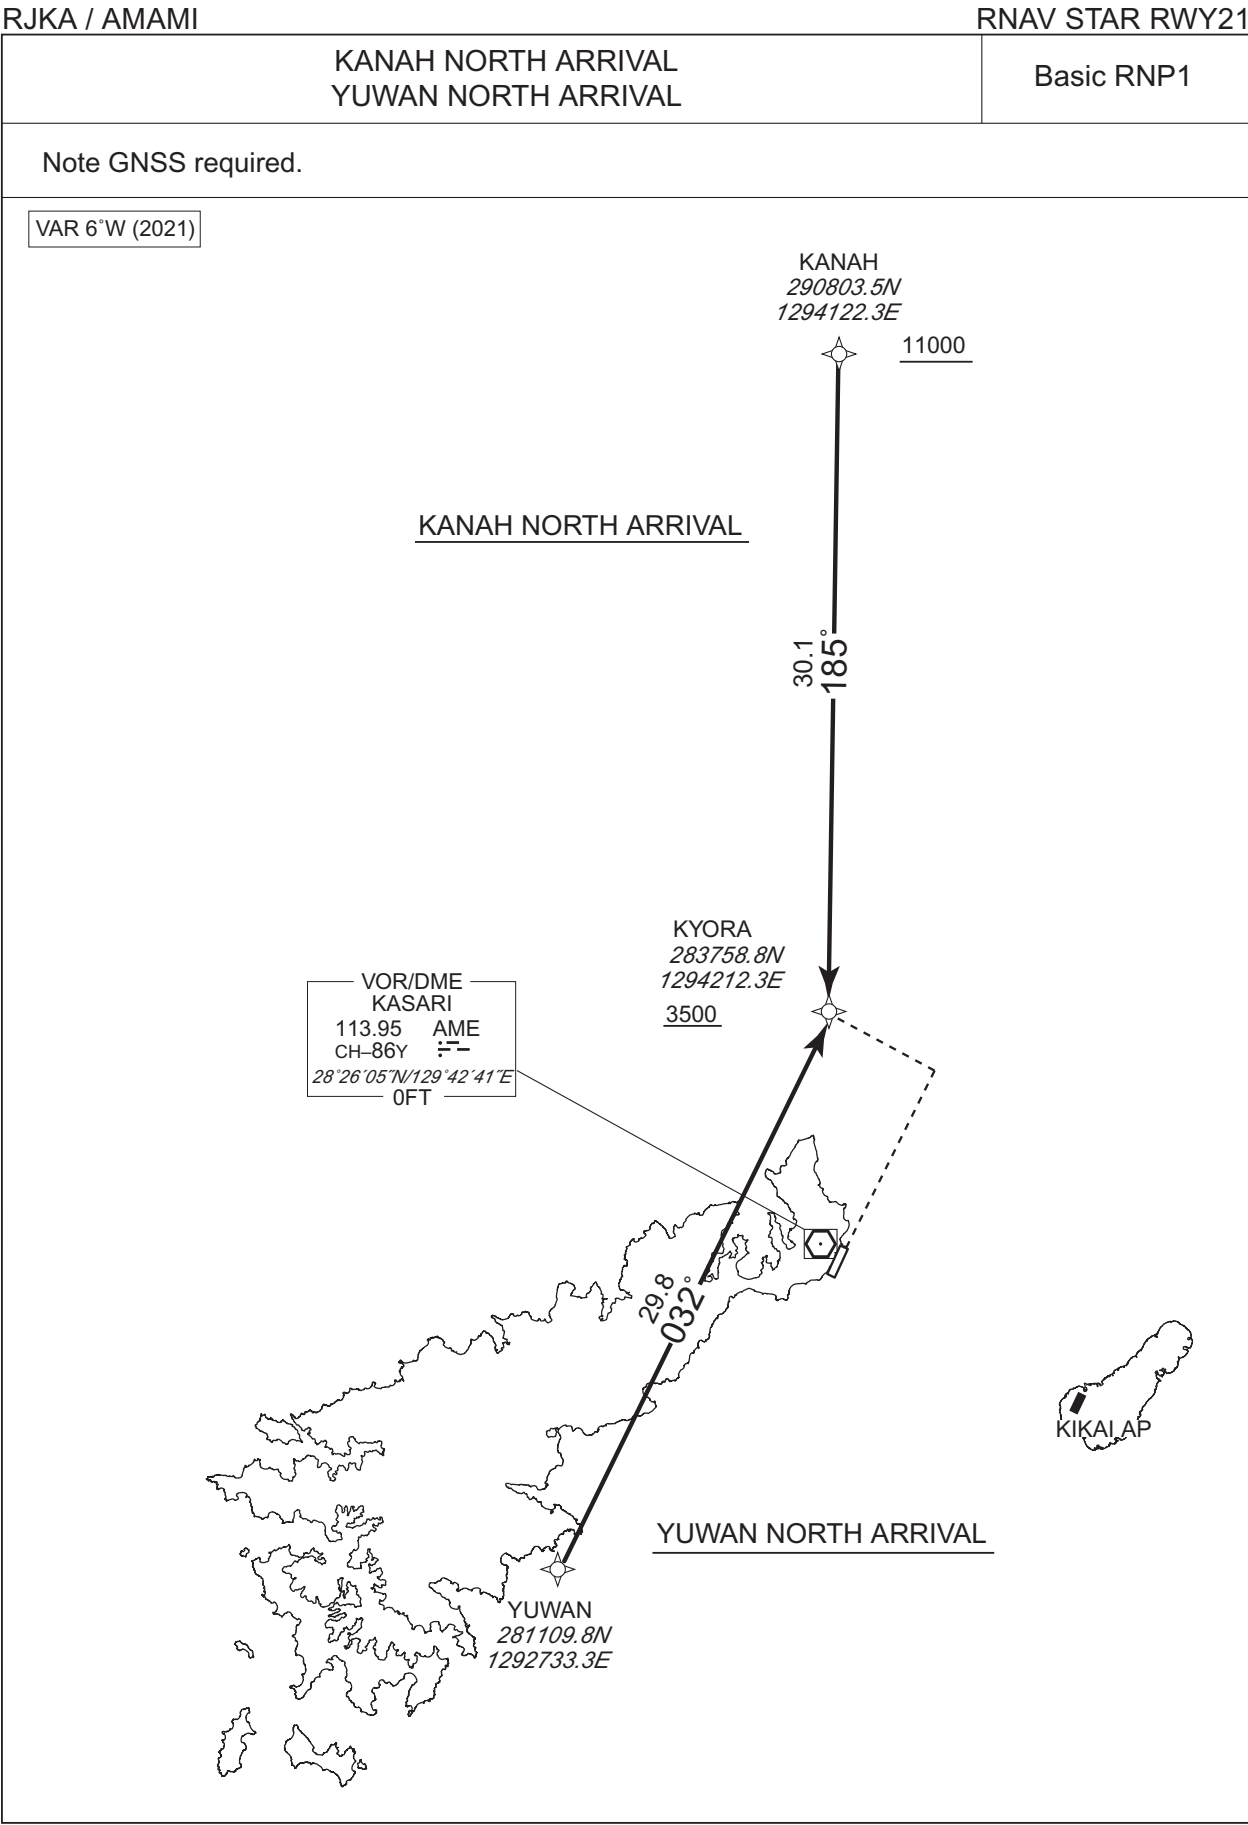 RJKA / AMAMI
RNAV STAR RWY21
KANAH NORTH ARRIVAL
YUWAN NORTH ARRIVAL
Basic RNP1
Note GNSS required.
VAR 6°W (2021)
KANAH
290803.5N
1294122.3E
11000
KANAH NORTH ARRIVAL
30.1
185°
KYORA
283758.8N
1294212.3E
3500
VOR/DME
KASARI
113.95 AME
CH–86Y
28°26′05″N/129°42′41″E
0FT
29.8
032°
KIKAI AP
YUWAN NORTH ARRIVAL
YUWAN
281109.8N
1292733.3E